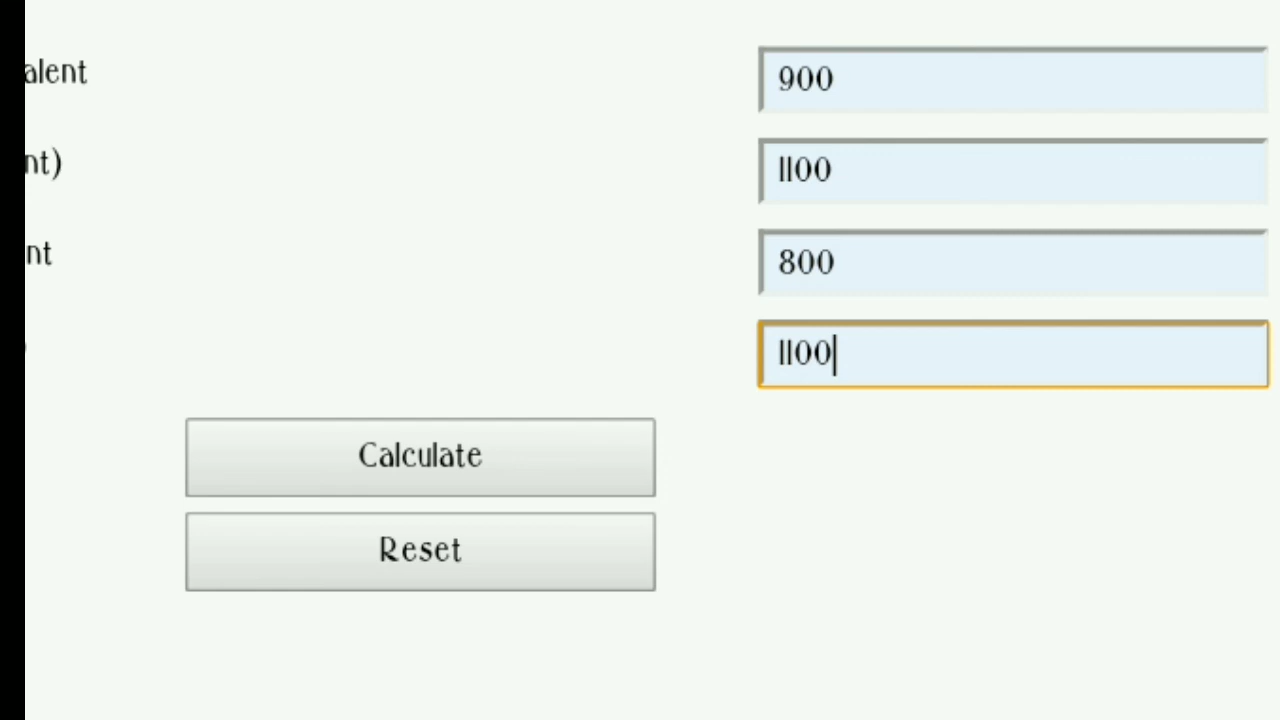 alent 900
nt) 1100
nt 800
) 1100
Calculate
Reset